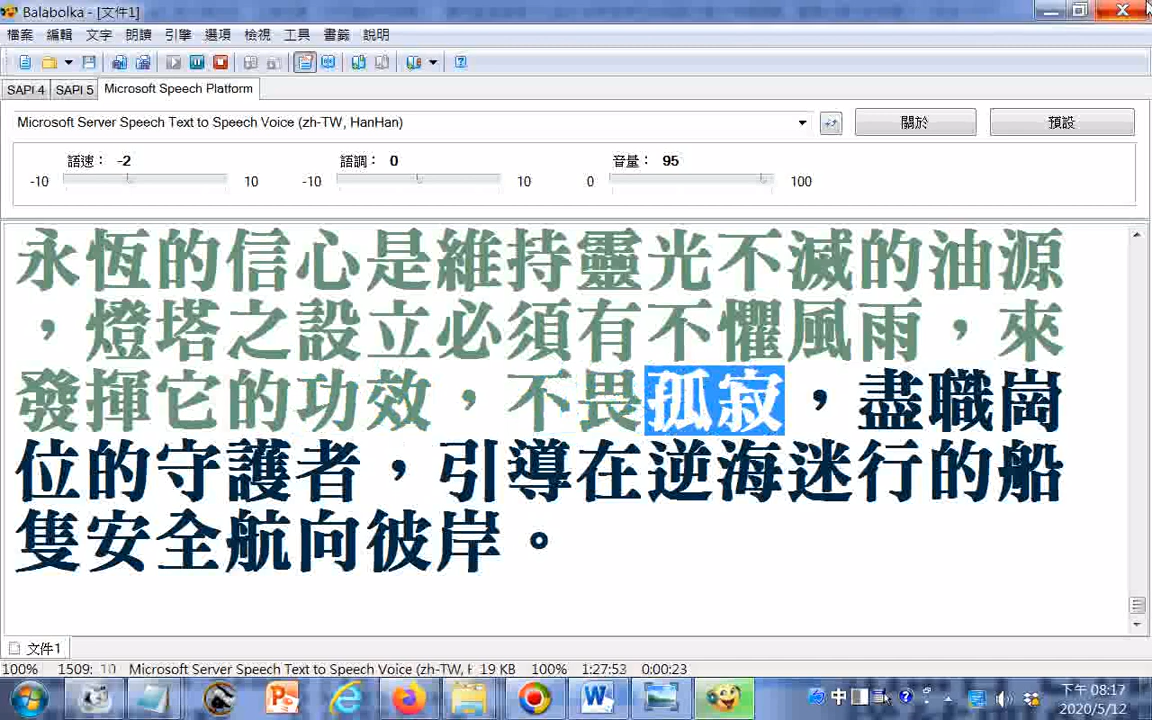 Balabolka - [文件1]
檔案 編輯 文字 朗讀 引擎 選項 檢視 工具 書籤 說明
SAPI 4 SAPI 5 Microsoft Speech Platform
Microsoft Server Speech Text to Speech Voice (zh-TW, HanHan) 關於 預設
語速： -2 語調： 0 音量： 95
-10 10 -10 10 0 100
永恆的信心是維持靈光不滅的油源
，燈塔之設立必須有不懼風雨，來
發揮它的功效，不畏孤寂，盡職崗
位的守護者，引導在逆海迷行的船
隻安全航向彼岸。
文件1
100% 1509: 10 Microsoft Server Speech Text to Speech Voice (zh-TW, H 19 KB 100% 1:27:53 0:00:23
中 下午 08:17
2020/5/12